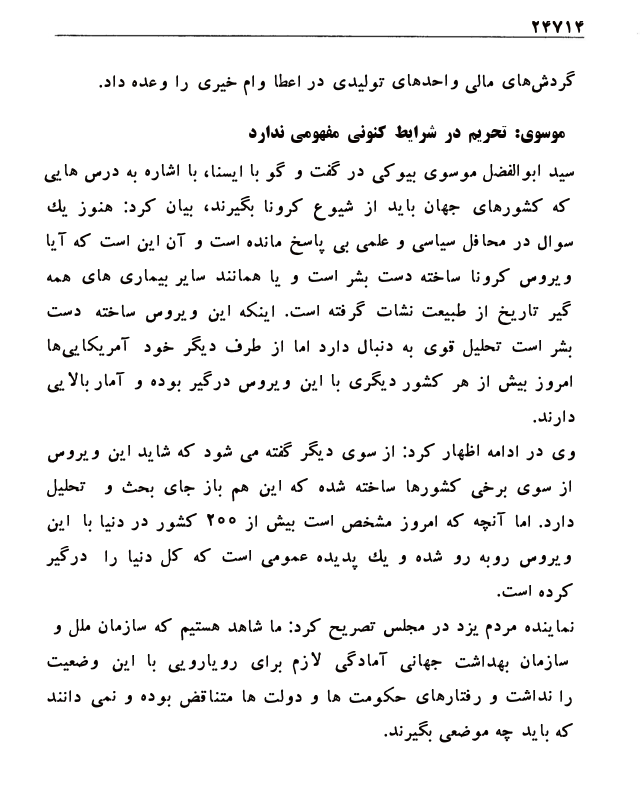 ۲۴۷۱۴
گردش‌های مالی واحدهای تولیدی در اعطا وام خیری را وعده داد.
موسوی: تحریم در شرایط کنونی مفهومی ندارد
سید ابوالفضل موسوی بیوکی در گفت و گو با ایسنا، با اشاره به درس هایی
که کشورهای جهان باید از شیوع کرونا بگیرند، بیان کرد: هنوز یك
سوال در محافل سیاسی و علمی بی پاسخ مانده است و آن این است که آیا
ویروس کرونا ساخته دست بشر است و یا همانند سایر بیماری های همه
گیر تاریخ از طبیعت نشات گرفته است. اینکه این ویروس ساخته دست
بشر است تحلیل قوی به دنبال دارد اما از طرف دیگر خود آمریکایی‌ها
امروز بیش از هر کشور دیگری با این ویروس درگیر بوده و آمار بالایی
دارند.
وی در ادامه اظهار کرد: از سوی دیگر گفته می شود که شاید این ویروس
از سوی برخی کشورها ساخته شده که این هم باز جای بحث و تحلیل
دارد. اما آنچه که امروز مشخص است بیش از ۲۰۰ کشور در دنیا با این
ویروس روبه رو شده و یك پدیده عمومی است که کل دنیا را درگیر
کرده است.
نماینده مردم یزد در مجلس تصریح کرد: ما شاهد هستیم که سازمان ملل و
سازمان بهداشت جهانی آمادگی لازم برای رویارویی با این وضعیت
را نداشت و رفتارهای حکومت ها و دولت ها متناقض بوده و نمی دانند
که باید چه موضعی بگیرند.